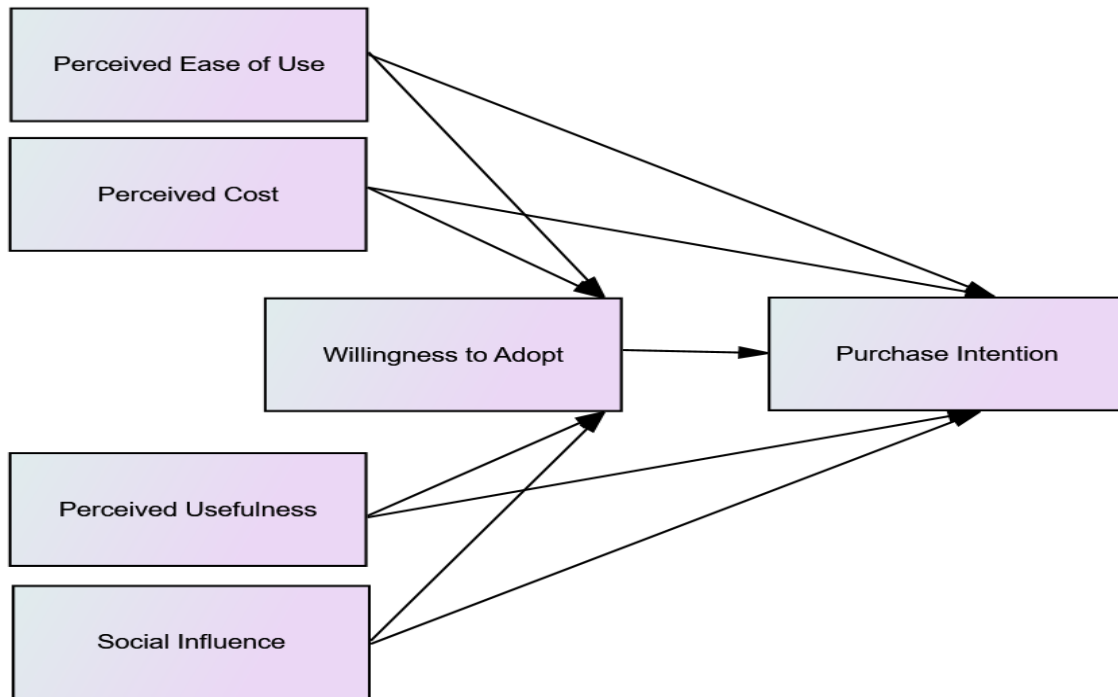 Perceived Ease of Use
Perceived Cost
Willingness to Adopt
Purchase Intention
Perceived Usefulness
Social Influence